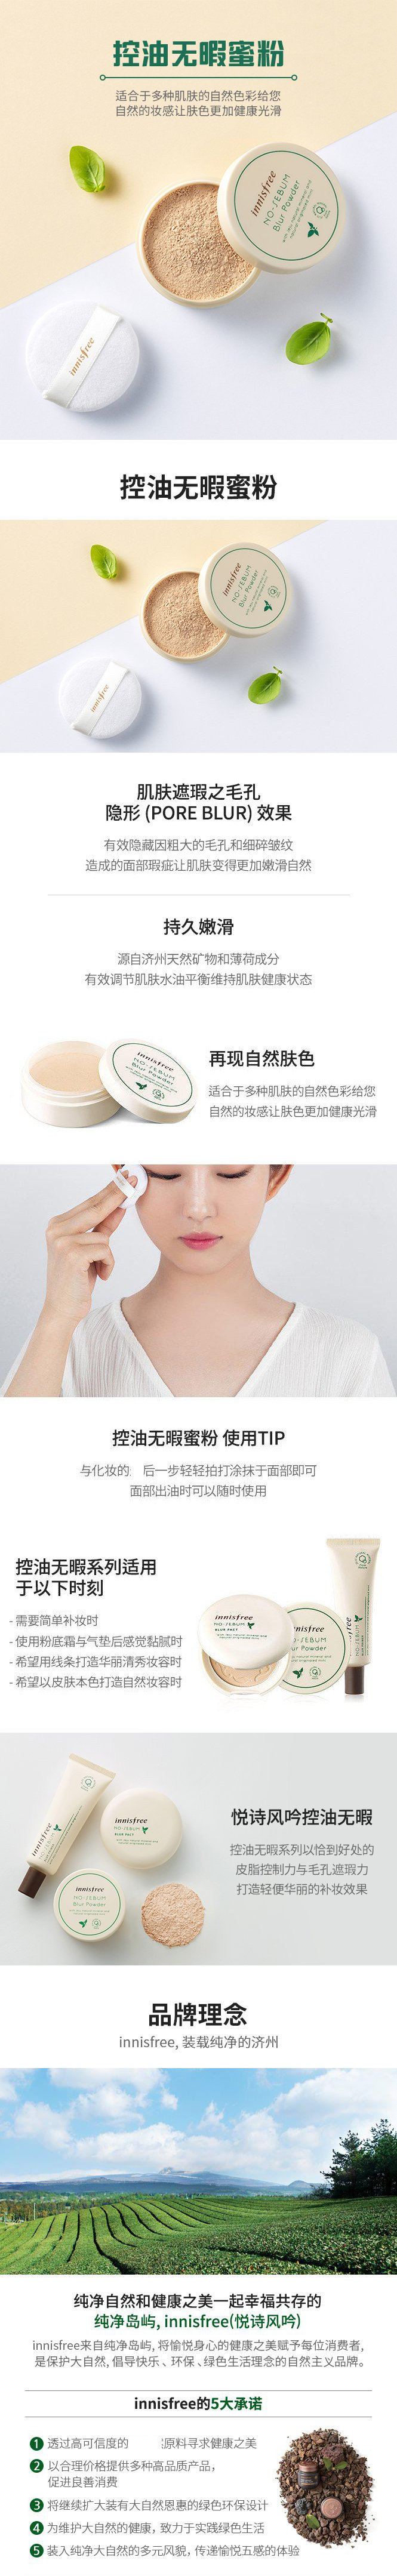 控油无暇蜜粉
适合于多种肌肤的自然色彩给您
自然的妆感让肤色更加健康光滑
innisfree
NO-SEBUM
Blur Powder
innisfree
控油无暇蜜粉
innisfree
NO-SEBUM
Blur Powder
innisfree
肌肤遮瑕之毛孔
隐形 (PORE BLUR) 效果
有效隐藏因粗大的毛孔和细碎皱纹
造成的面部瑕疵让肌肤变得更加嫩滑自然
持久嫩滑
源自济州天然矿物和薄荷成分
有效调节肌肤水油平衡维持肌肤健康状态
innisfree
NO-SEBUM
Blur Powder
再现自然肤色
适合于多种肌肤的自然色彩给您
自然的妆感让肤色更加健康光滑
控油无暇蜜粉 使用TIP
与化妆的 后一步轻轻拍打涂抹于面部即可
面部出油时可以随时使用
控油无暇系列适用
于以下时刻
- 需要简单补妆时
- 使用粉底霜与气垫后感觉黏腻时
- 希望用线条打造华丽清秀妆容时
- 希望以皮肤本色打造自然妆容时
innisfree
NO-SEBUM
BLUR PACT
innisfree
NO-SEBUM
BLUR PACT
innisfree
NO-SEBUM
Blur Powder
悦诗风吟控油无暇
控油无暇系列以恰到好处的
皮脂控制力与毛孔遮瑕力
打造轻便华丽的补妆效果
品牌理念
innisfree, 装载纯净的济州
纯净自然和健康之美一起幸福共存的
纯净岛屿, innisfree(悦诗风吟)
innisfree来自纯净岛屿, 将愉悦身心的健康之美赋予每位消费者,
是保护大自然, 倡导快乐、环保、绿色生活理念的自然主义品牌。
innisfree的5大承诺
1 透过高可信度的 原料寻求健康之美
2 以合理价格提供多种高品质产品,
促进良善消费
3 将继续扩大装有大自然恩惠的绿色环保设计
4 为维护大自然的健康, 致力于实践绿色生活
5 装入纯净大自然的多元风貌, 传递愉悦五感的体验